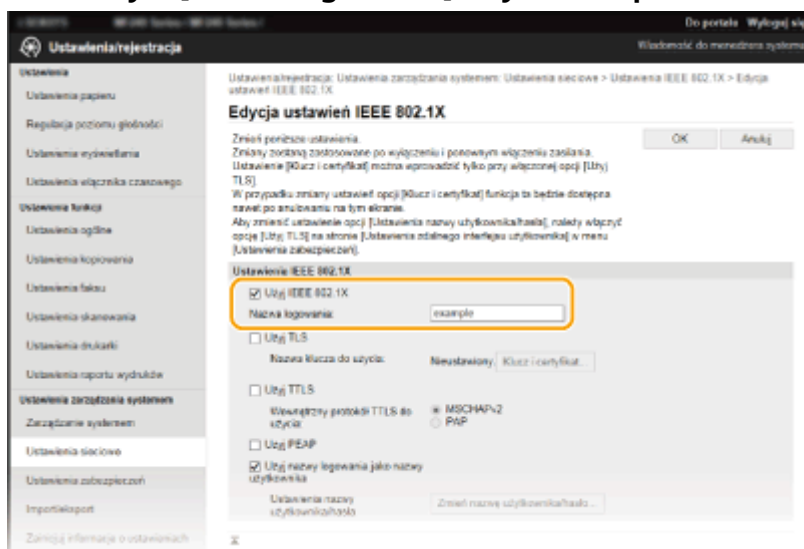 Do portalu Wyloguj się
Ustawienia/rejestracja
Wiadomość do menedżera systemu
Ustawienia
Ustawienia papieru
Regulacja poziomu głośności
Ustawienia wyświetlania
Ustawienia włącznika czasowego
Ustawienia funkcji
Ustawienia ogólne
Ustawienia kopiowania
Ustawienia faksu
Ustawienia skanowania
Ustawienia drukarki
Ustawienia raportu wydruków
Ustawienia zarządzania systemem
Zarządzanie systemem
Ustawienia sieciowe
Ustawienia zabezpieczeń
Import/eksport
Zainicjuj informacje o ustawieniach
Ustawienia/rejestracja: Ustawienia zarządzania systemem: Ustawienia sieciowe > Ustawienia IEEE 802.1X > Edycja
ustawień IEEE 802.1X
Edycja ustawień IEEE 802.1X
Zmień poniższe ustawienia.
OK Anuluj
Zmiany zostaną zastosowane po wyłączeniu i ponownym włączeniu zasilania.
Ustawienie [Klucz i certyfikat] można wprowadzić tylko przy włączonej opcji [Użyj
TLS]
W przypadku zmiany ustawień opcji [Klucz i certyfikat] funkcja ta będzie dostępna
nawet po anulowaniu na tym ekranie.
Aby zmienić ustawienie opcji [Ustawienia nazwy użytkownika/hasła], należy włączyć
opcję [Użyj TLS] na stronie [Ustawienia zdalnego interfejsu użytkownika] w menu
[Ustawienia zabezpieczeń].
Ustawienia IEEE 802.1X
Użyj IEEE 802.1X
Nazwa logowania: example
Użyj TLS
Nazwa klucza do użycia: Nieustawiony. Klucz i certyfikat...
Użyj TTLS
Wewnętrzny protokół TTLS do
użycia: MSCHAPv2
PAP
Użyj PEAP
Użyj nazwy logowania jako nazwy
użytkownika
Ustawienia nazwy
użytkownika/hasła Zmień nazwę użytkownika/hasło...